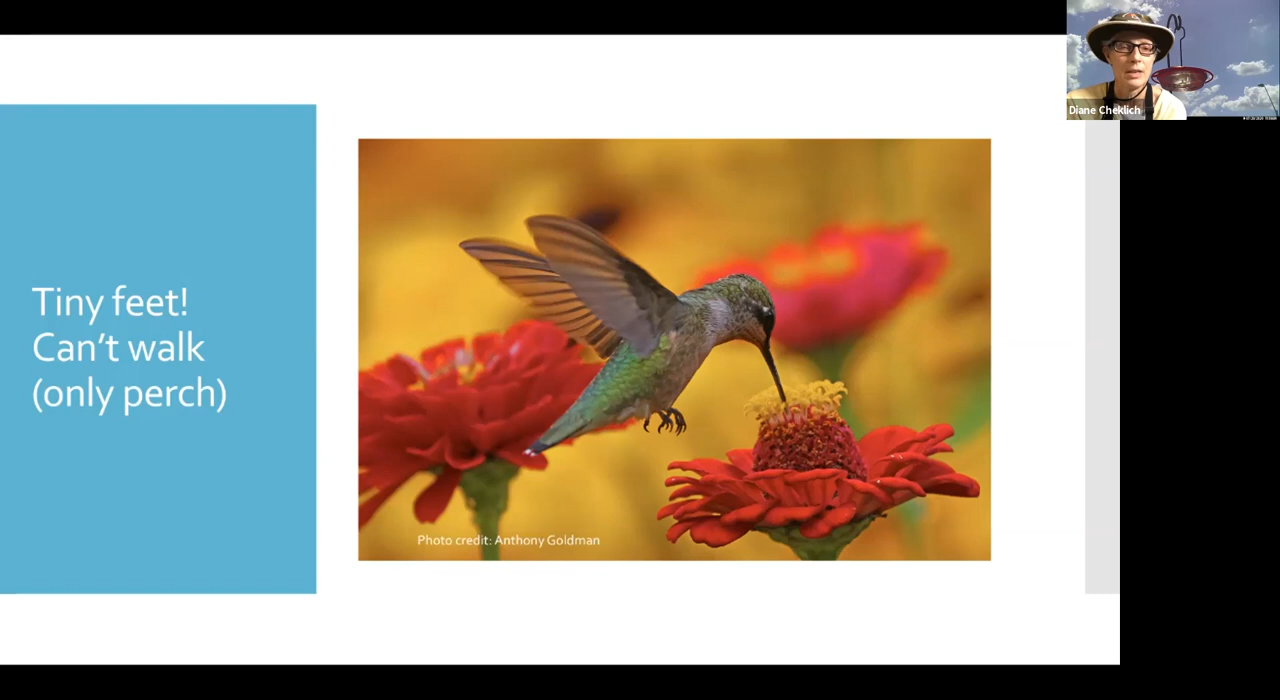 Tiny feet!
Can't walk
(only perch)
Photo credit: Anthony Goldman
Diane Cheklich